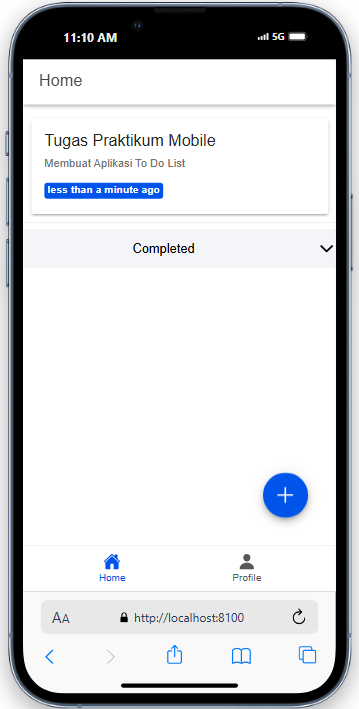 11:10 AM
5G
Home
Tugas Praktikum Mobile
Membuat Aplikasi To Do List
less than a minute ago
Completed
Home
Profile
AA
http://localhost:8100